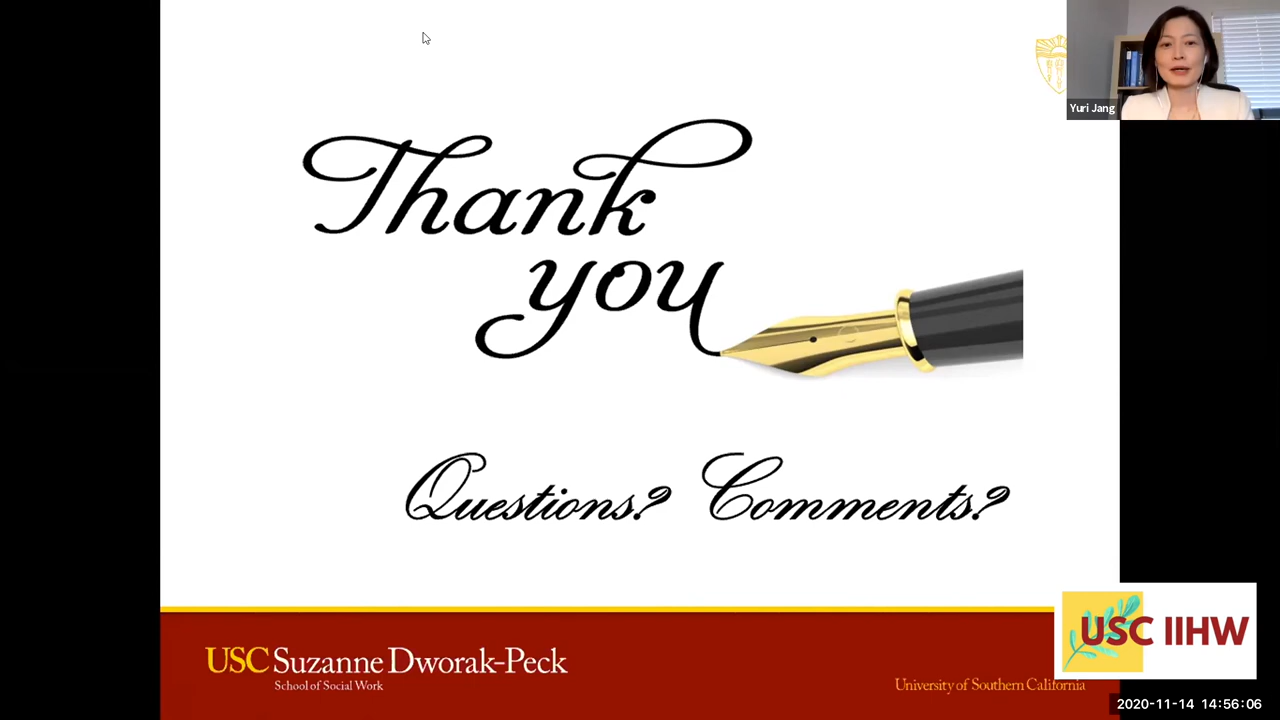 Yuri Jang
Thank
you
Questions? Comments?
USC Suzanne Dworak-Peck
School of Social Work
University of Southern California
USC IIHW
2020-11-14 14:56:06